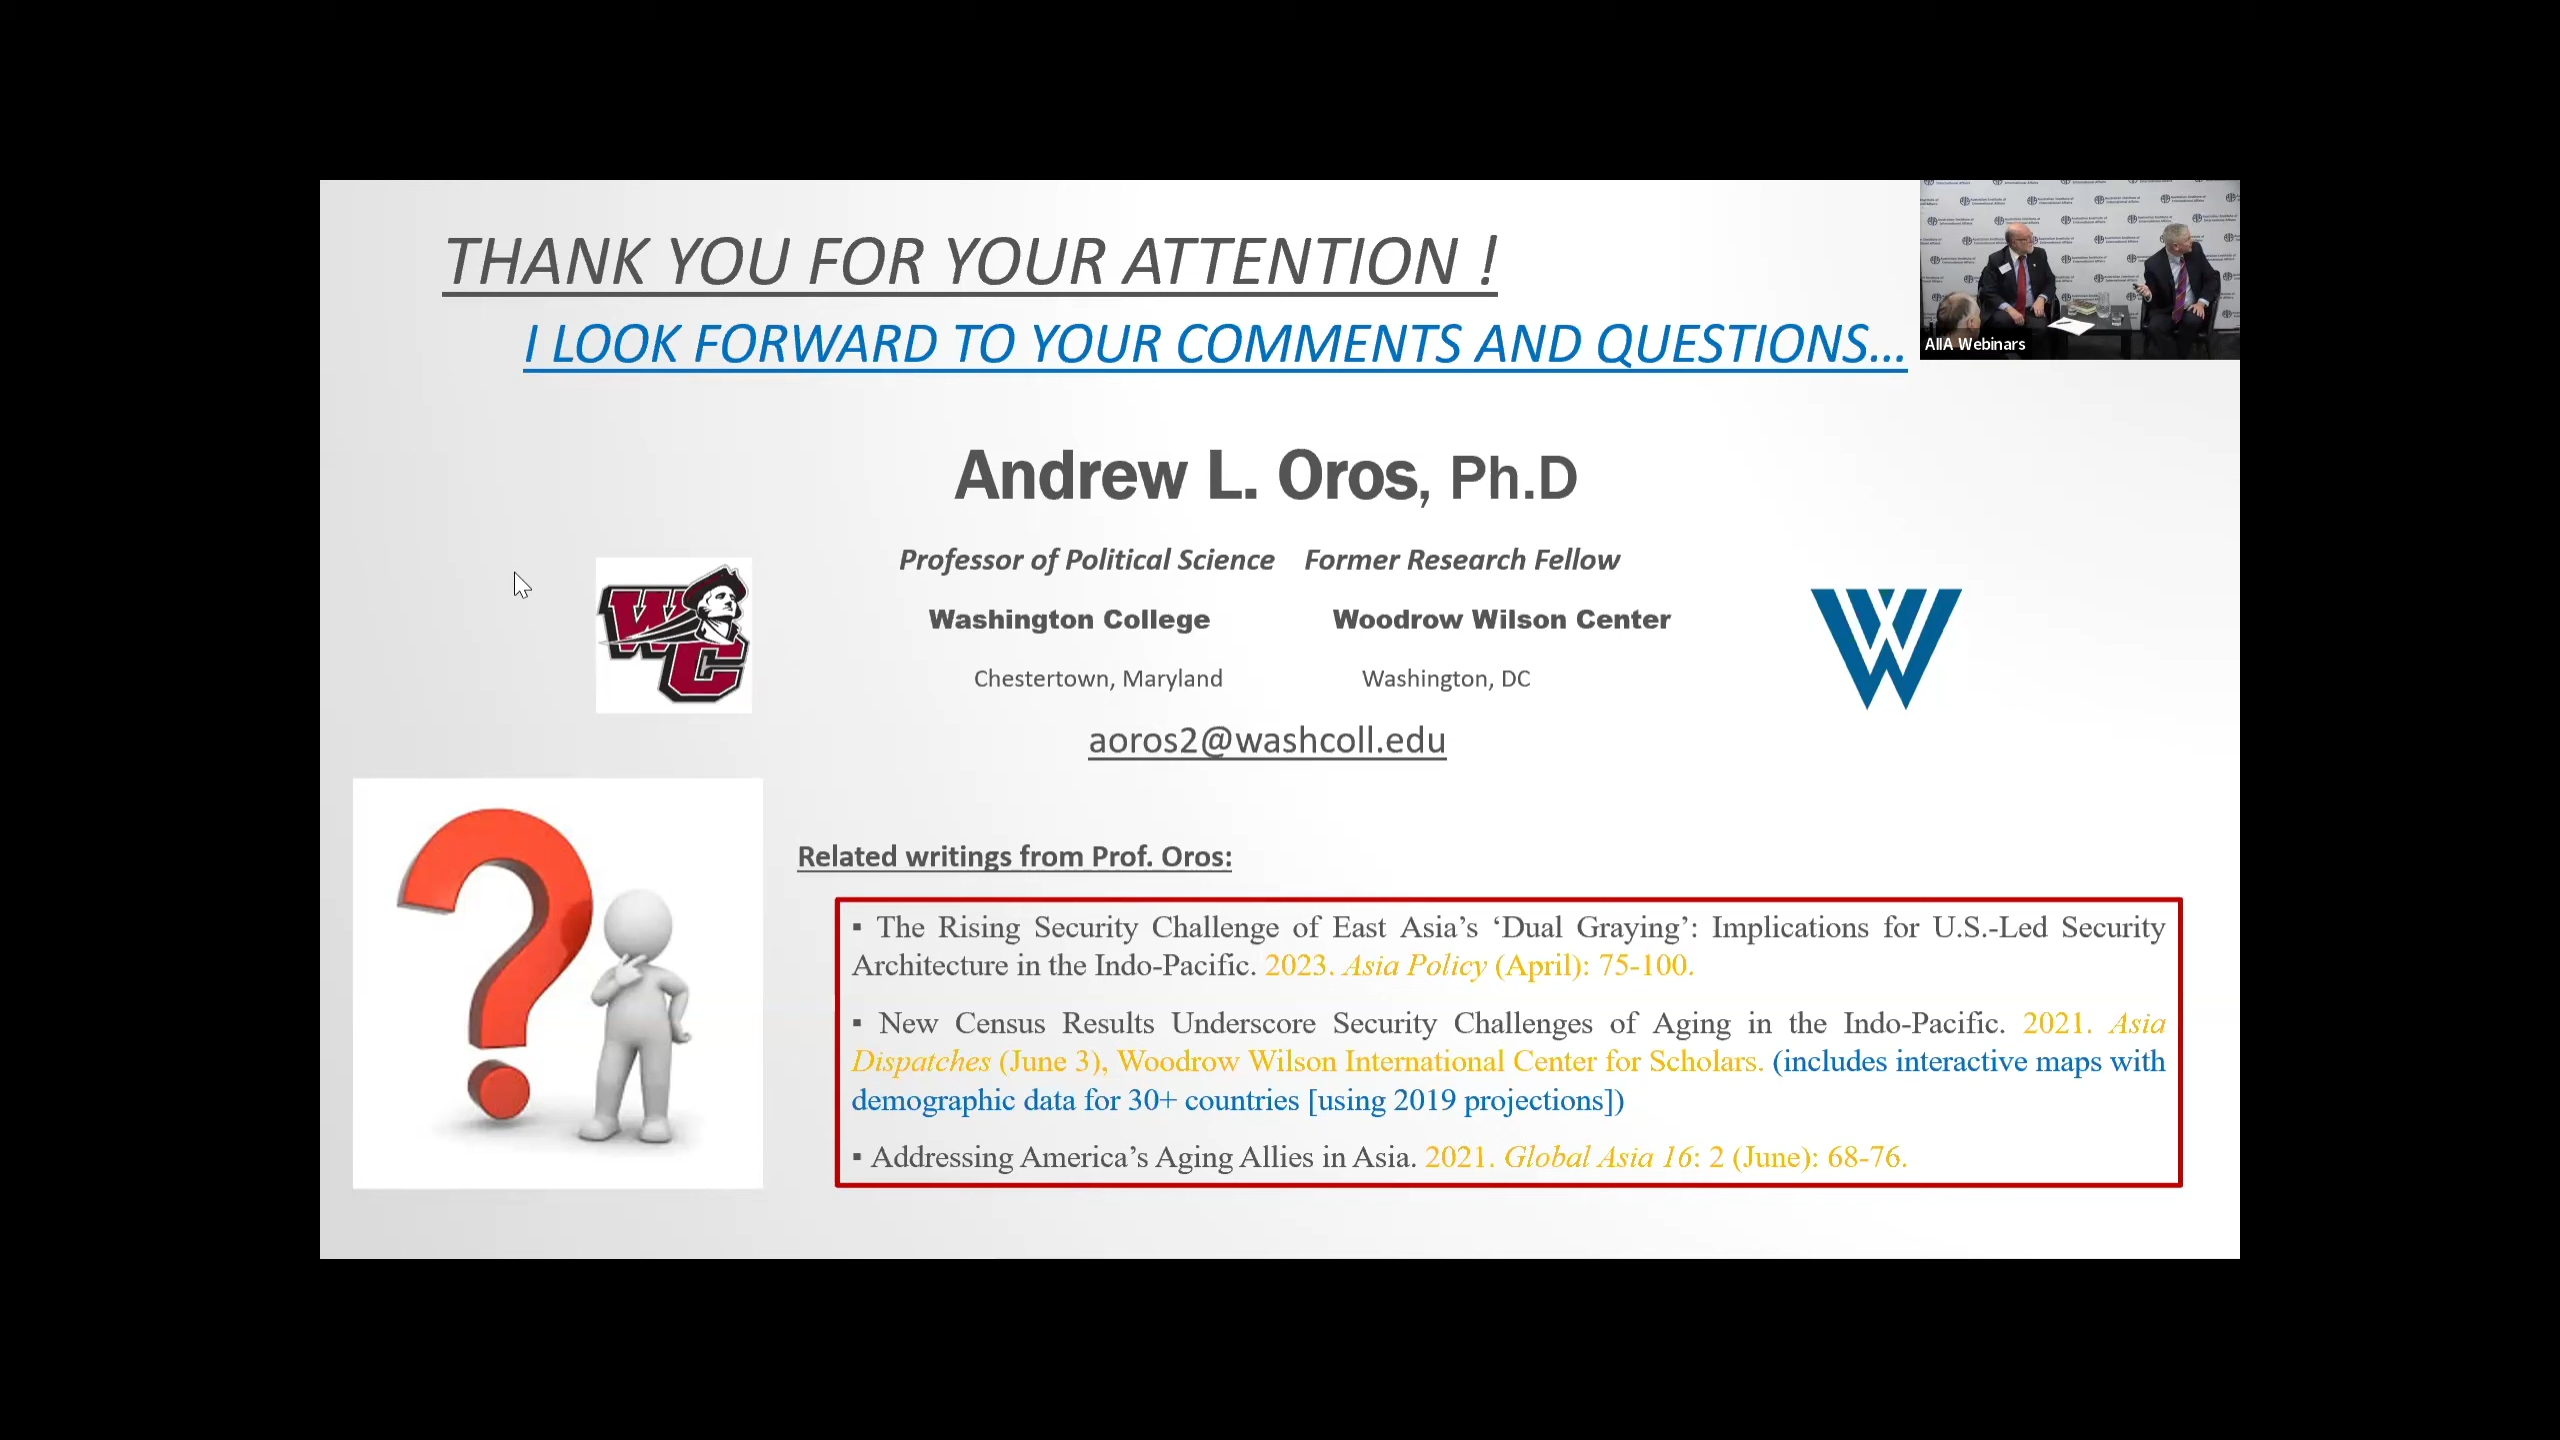 THANK YOU FOR YOUR ATTENTION !
I LOOK FORWARD TO YOUR COMMENTS AND QUESTIONS...
AIIA Webinars
Andrew L. Oros, Ph.D
Professor of Political Science Former Research Fellow
Washington College Woodrow Wilson Center
Chestertown, Maryland Washington, DC
aoros2@washcoll.edu
WC
W
Related writings from Prof. Oros:
▪ The Rising Security Challenge of East Asia’s ‘Dual Graying’: Implications for U.S.-Led Security
Architecture in the Indo-Pacific. 2023. Asia Policy (April): 75-100.
▪ New Census Results Underscore Security Challenges of Aging in the Indo-Pacific. 2021. Asia
Dispatches (June 3), Woodrow Wilson International Center for Scholars. (includes interactive maps with
demographic data for 30+ countries [using 2019 projections])
▪ Addressing America’s Aging Allies in Asia. 2021. Global Asia 16: 2 (June): 68-76.
?